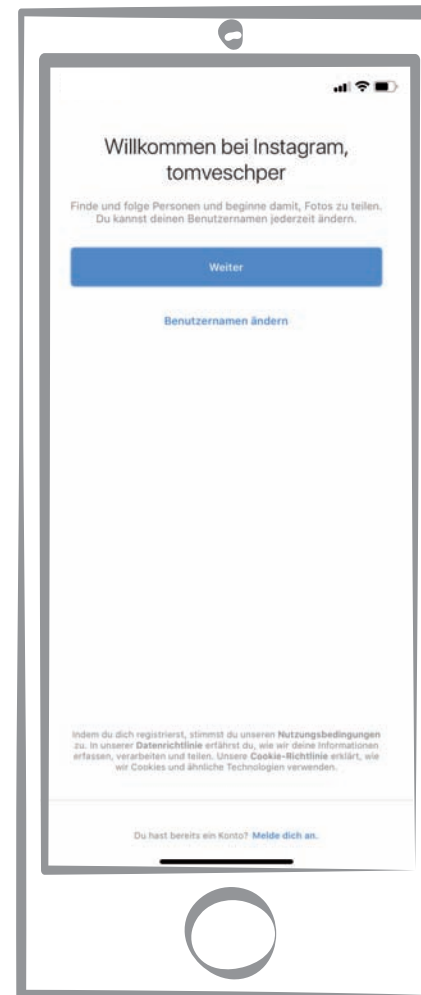 Willkommen bei Instagram,
tomveschper
Finde und folge Personen und beginne damit, Fotos zu teilen.
Du kannst deinen Benutzernamen jederzeit ändern.
Weiter
Benutzernamen ändern
Indem du dich registrierst, stimmst du unseren Nutzungsbedingungen
zu. In unserer Datenrichtlinie erfährst du, wie wir deine Informationen
erfassen, verarbeiten und teilen. Unsere Cookie-Richtlinie erklärt, wie
wir Cookies und ähnliche Technologien verwenden.
Du hast bereits ein Konto? Melde dich an.